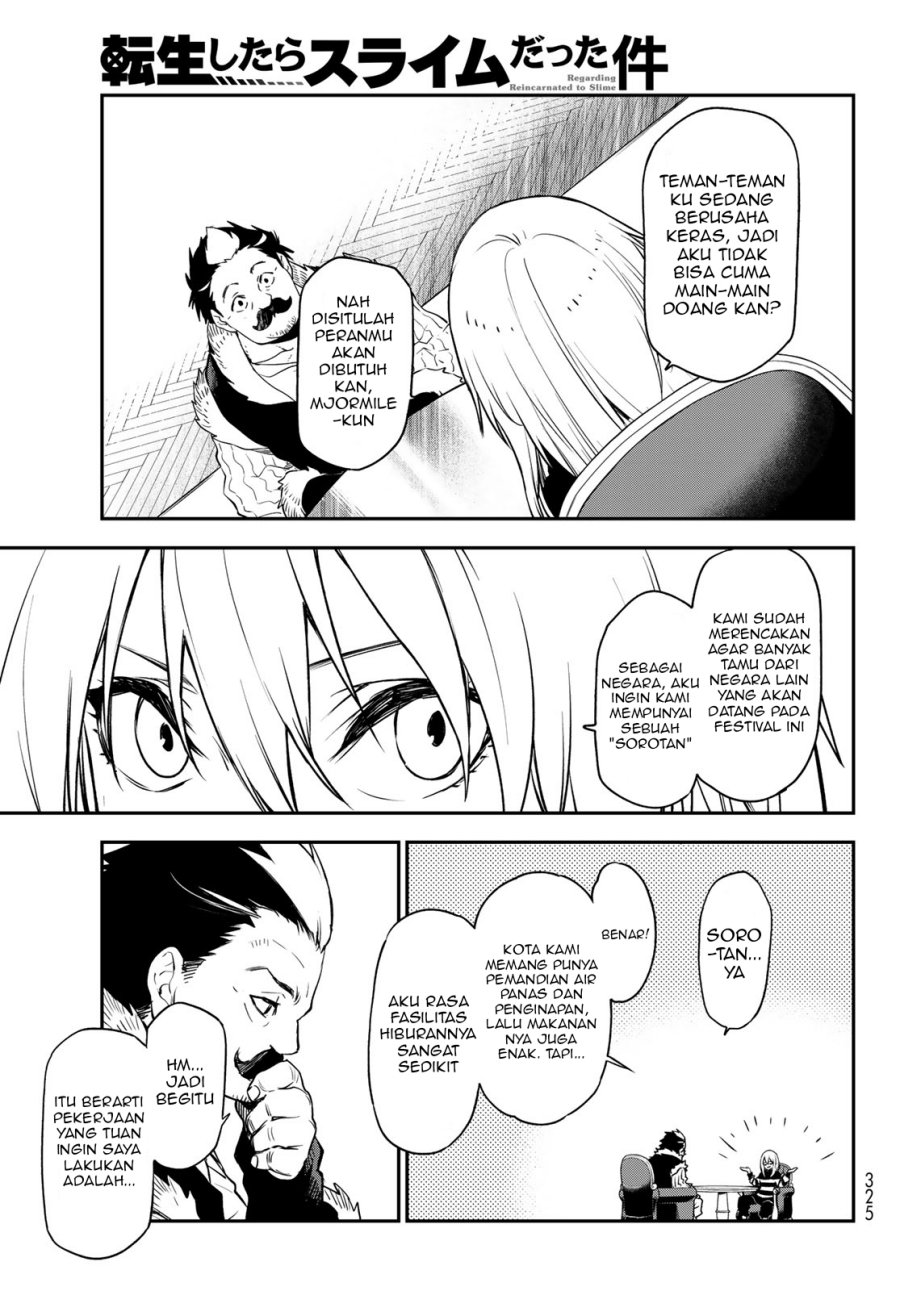 転生したらスライムだった件
Regarding
Reincarnated to Slime
TEMAN-TEMAN
KU SEDANG
BERUSAHA
KERAS, JADI
AKU TIDAK
BISA CUMA
MAIN-MAIN
DOANG KAN?
NAH
DISITULAH
PERANMU
AKAN
DIBUTUH
KAN,
MJORMILE
-KUN
KAMI SUDAH
MERENCAKAN
AGAR BANYAK
TAMU DARI
NEGARA LAIN
YANG AKAN
DATANG PADA
FESTIVAL INI
SEBAGAI
NEGARA, AKU
INGIN KAMI
MEMPUNYAI
SEBUAH
"SOROTAN"
SORO
-TAN...
YA
BENAR!
KOTA KAMI
MEMANG PUNYA
PEMANDIAN AIR
PANAS DAN
PENGINAPAN,
LALU MAKANAN
NYA JUGA
ENAK. TAPI...
AKU RASA
FASILITAS
HIBURANNYA
SANGAT
SEDIKIT
HM...
JADI
BEGITU
ITU BERARTI
PEKERJAAN
YANG TUAN
INGIN SAYA
LAKUKAN
ADALAH...
325